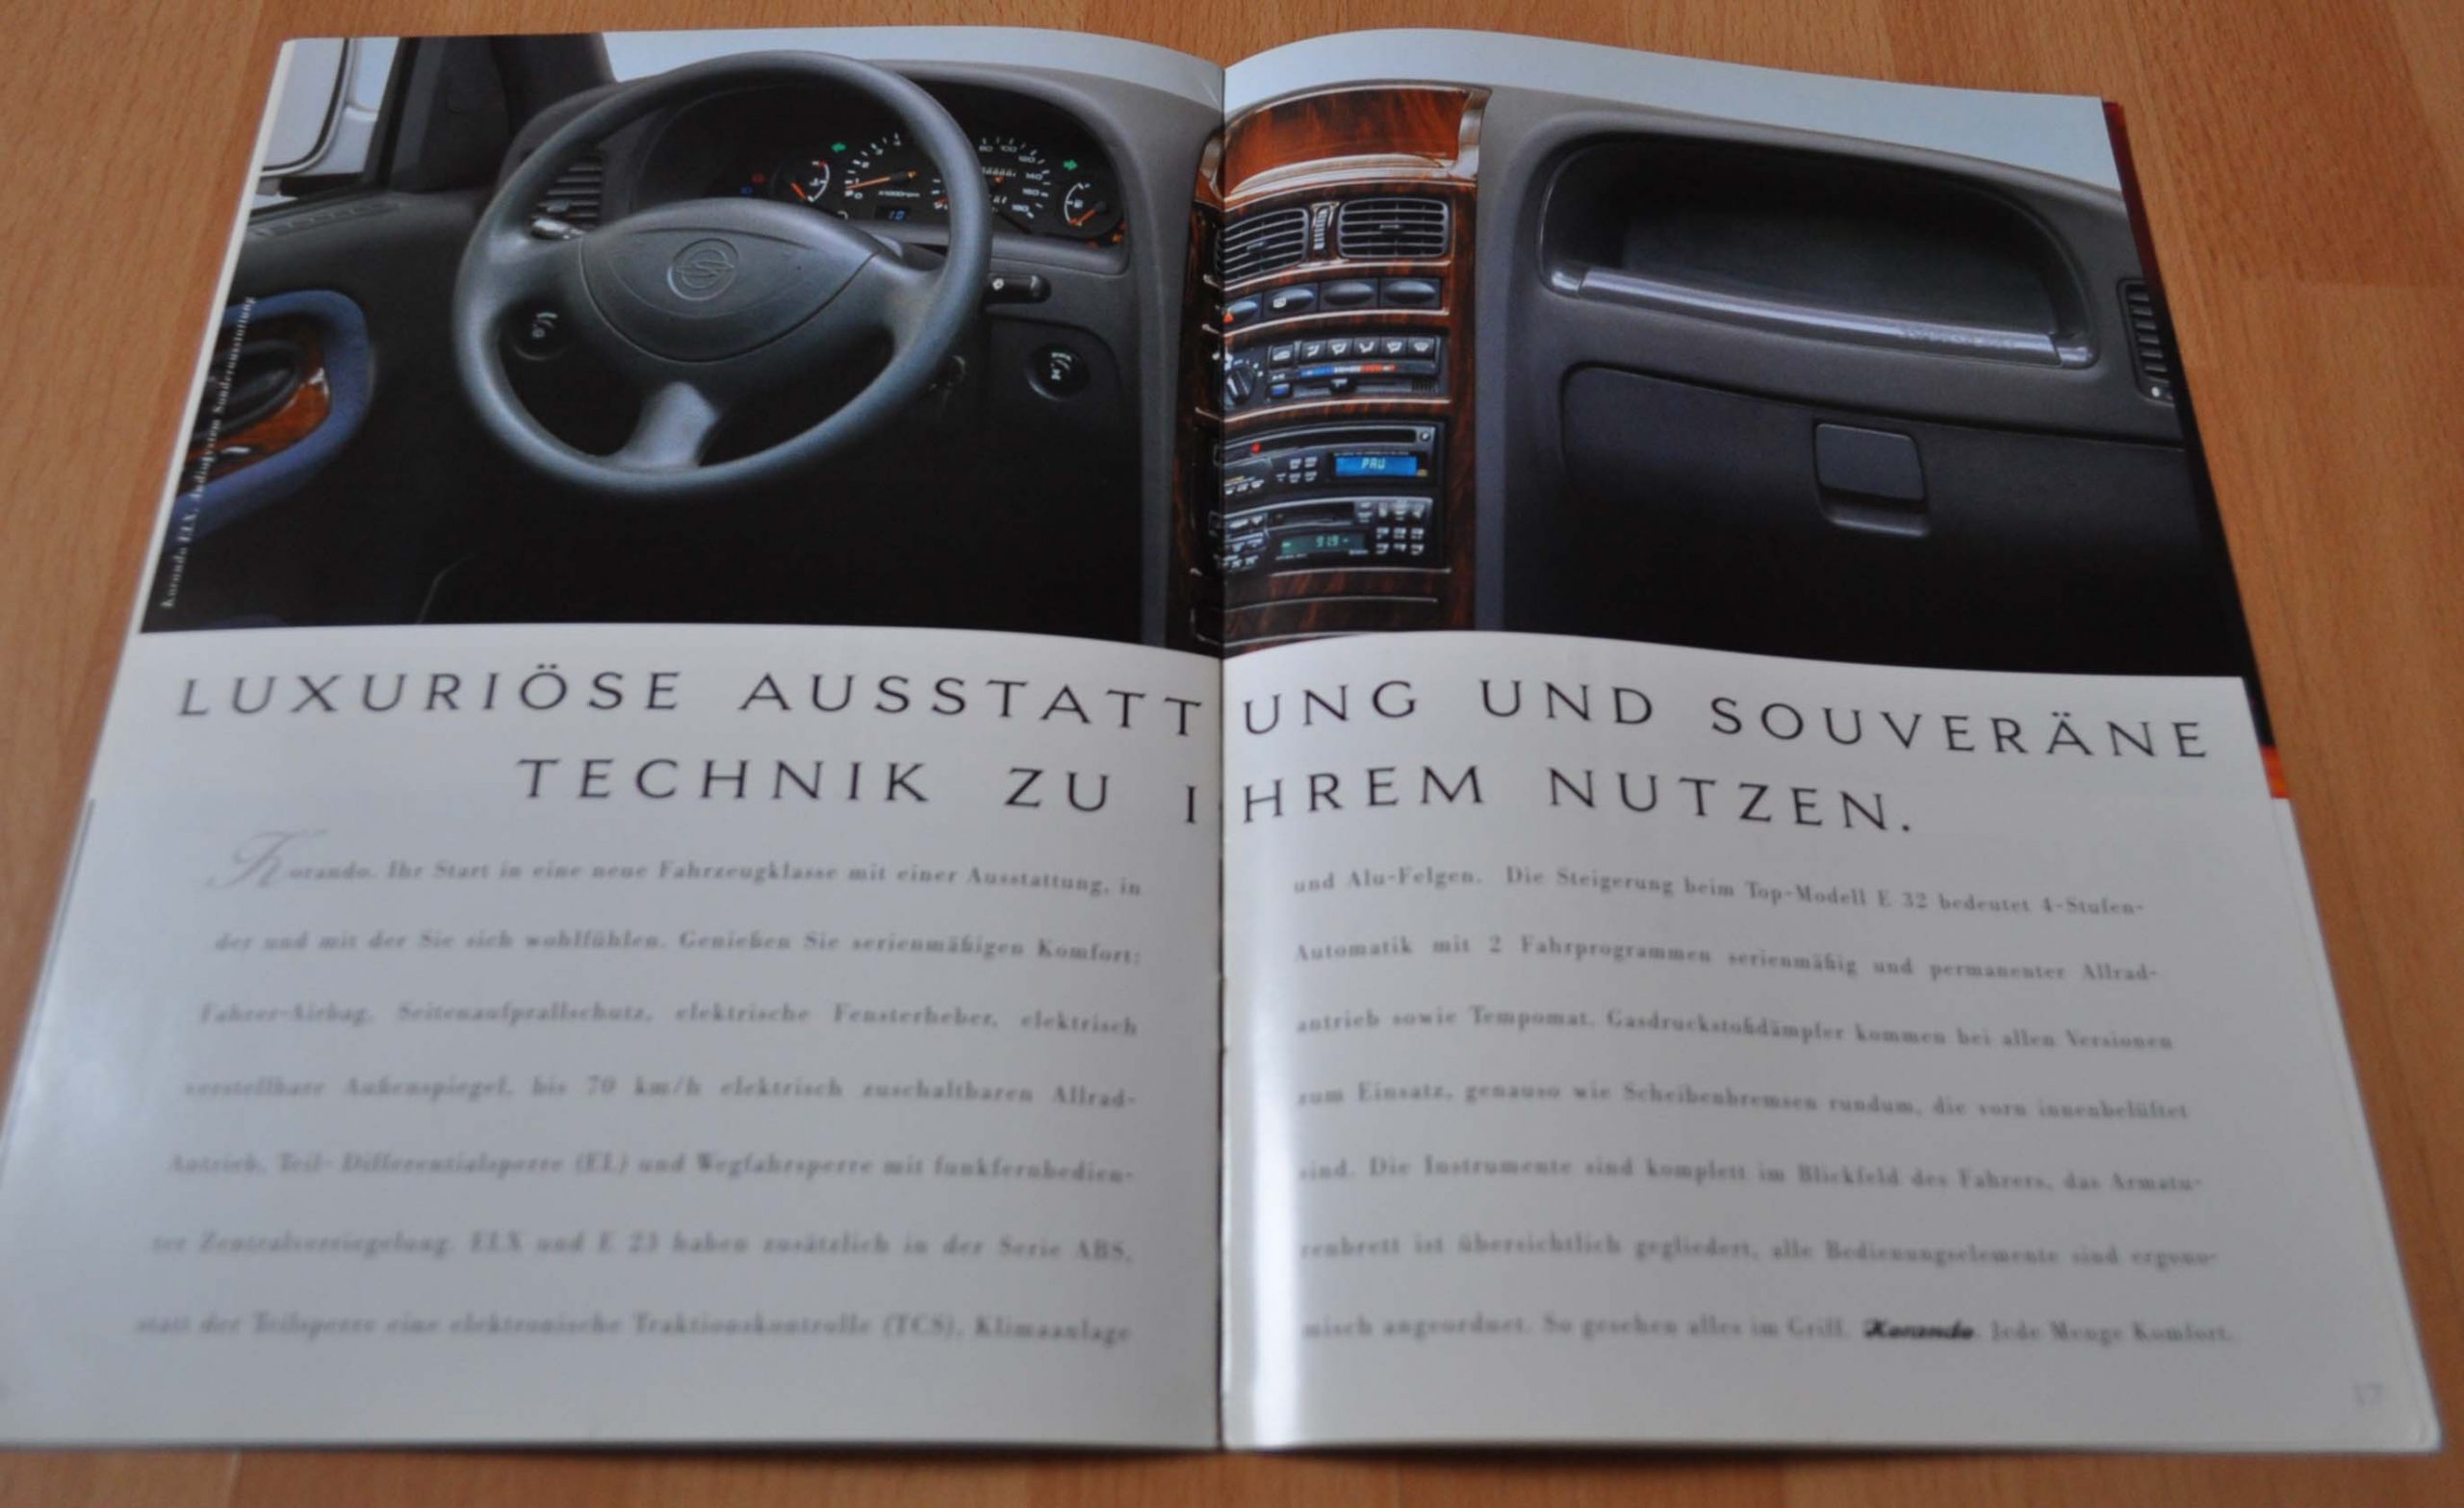 Korando ELX, Audiosystem Sonderausstattung
PAU
919
LUXURIÖSE AUSSTATTUNG UND SOUVERÄNE
TECHNIK ZU IHREM NUTZEN.
Korando. Ihr Start in eine neue Fahrzeugklasse mit einer Ausstattung, in
der und mit der Sie sich wohlfühlen. Genießen Sie serienmäßigen Komfort:
Fahrer-Airbag, Seitenaufprallschutz, elektrische Fensterheber, elektrisch
verstellbare Außenspiegel, bis 70 km/h elektrisch zuschaltbaren Allrad-
Antrieb, Teil- Differentialsperre (EL) und Wegfahrsperre mit funkfernbedien-
ter Zentralverriegelung. ELX und E 23 haben zusätzlich in der Serie ABS,
statt der Teilsperre eine elektronische Traktionskontrolle (TCS), Klimaanlage
und Alu-Felgen. Die Steigerung beim Top-Modell E 32 bedeutet 4-Stufen-
Automatik mit 2 Fahrprogrammen serienmäßig und permanenter Allrad-
antrieb sowie Tempomat. Gasdruckstoßdämpfer kommen bei allen Versionen
zum Einsatz, genauso wie Scheibenbremsen rundum, die vorn innenbelüftet
sind. Die Instrumente sind komplett im Blickfeld des Fahrers, das Armatu-
renbrett ist übersichtlich gegliedert, alle Bedienungselemente sind ergono-
misch angeordnet. So gesehen alles im Griff. Korando. Jede Menge Komfort.
17